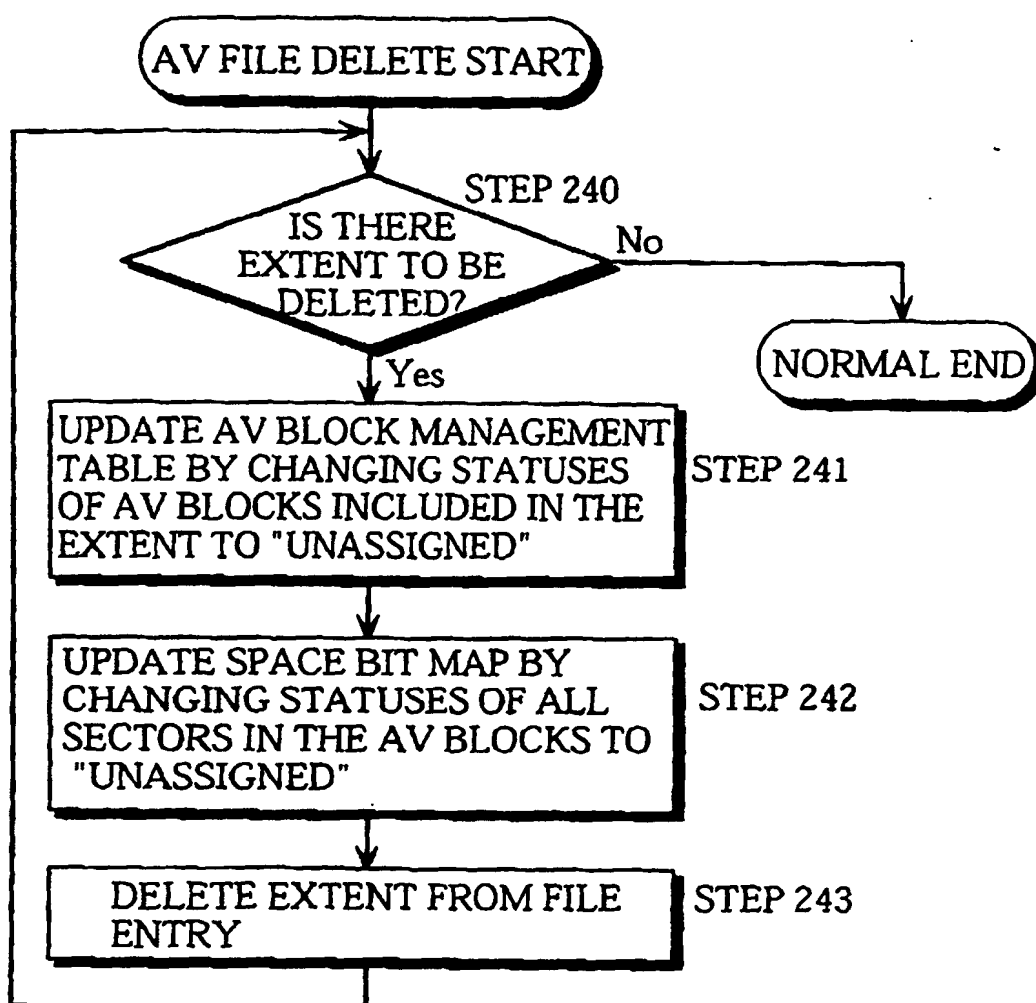 AV FILE DELETE START
STEP 240
IS THERE
EXTENT TO BE
DELETED?
No
NORMAL END
Yes
UPDATE AV BLOCK MANAGEMENT
TABLE BY CHANGING STATUSES
OF AV BLOCKS INCLUDED IN THE
EXTENT TO "UNASSIGNED"
STEP 241
UPDATE SPACE BIT MAP BY
CHANGING STATUSES OF ALL
SECTORS IN THE AV BLOCKS TO
"UNASSIGNED"
STEP 242
DELETE EXTENT FROM FILE
ENTRY
STEP 243